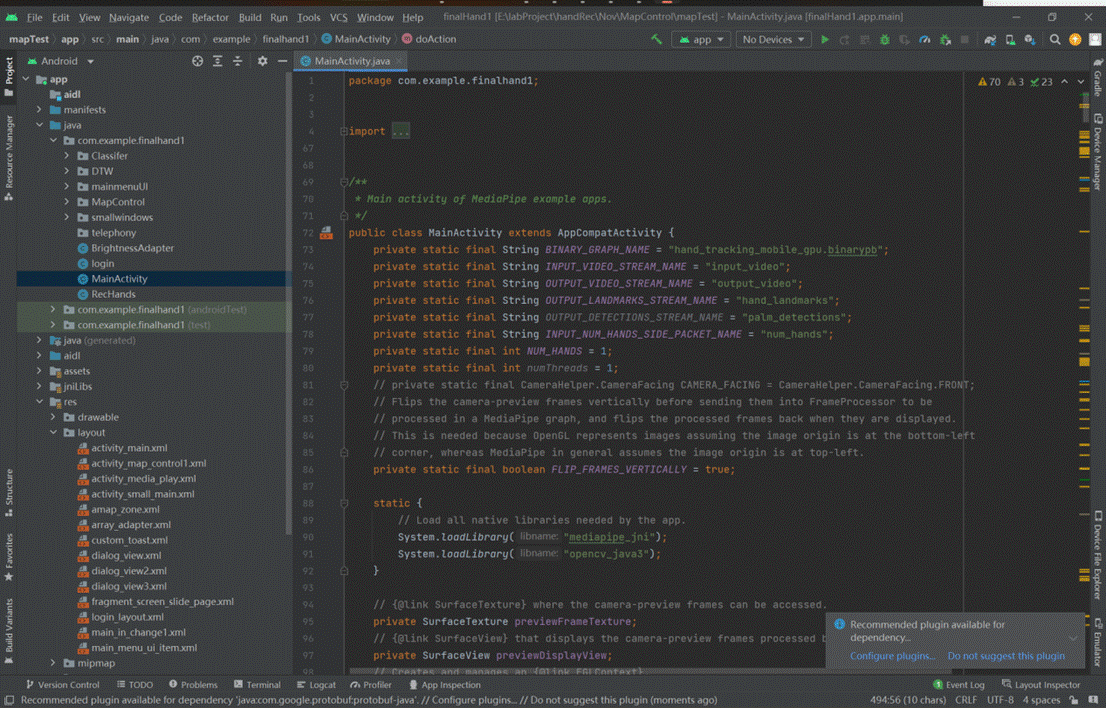 File Edit View Navigate Code Refactor Build Run Tools VCS Window Help finalHand1 [E:\labProject\handRec\Nov\MapControl\mapTest] - MainActivity.java [finalHand1.app.main]
mapTest app src main java com example finalhand1 MainActivity doAction app No Devices
Project
Resource Manager
Structure
Favorites
Build Variants
Android
app
aidl
manifests
java
com.example.finalhand1
Classifer
DTW
mainmenuUI
MapControl
smallwindows
telephony
BrightnessAdapter
login
MainActivity
RecHands
com.example.finalhand1 (androidTest)
com.example.finalhand1 (test)
java (generated)
aidl
assets
jniLibs
res
drawable
layout
activity_main.xml
activity_map_control1.xml
activity_media_play.xml
activity_small_main.xml
amap_zone.xml
array_adapter.xml
custom_toast.xml
dialog_view.xml
dialog_view2.xml
dialog_view3.xml
fragment_screen_slide_page.xml
login_layout.xml
main_in_change1.xml
main_menu_ui_item.xml
mipmap
MainActivity.java
70 3 23
1 package com.example.finalhand1;
2
3
4 import ...
67
68
69 /**
70 * Main activity of MediaPipe example apps.
71 */
72 public class MainActivity extends AppCompatActivity {
73 private static final String BINARY_GRAPH_NAME = "hand_tracking_mobile_gpu.binarypb";
74 private static final String INPUT_VIDEO_STREAM_NAME = "input_video";
75 private static final String OUTPUT_VIDEO_STREAM_NAME = "output_video";
76 private static final String OUTPUT_LANDMARKS_STREAM_NAME = "hand_landmarks";
77 private static final String OUTPUT_DETECTIONS_STREAM_NAME = "palm_detections";
78 private static final String INPUT_NUM_HANDS_SIDE_PACKET_NAME = "num_hands";
79 private static final int NUM_HANDS = 1;
80 private static final int numThreads = 1;
81 // private static final CameraHelper.CameraFacing CAMERA_FACING = CameraHelper.CameraFacing.FRONT;
82 // Flips the camera-preview frames vertically before sending them into FrameProcessor to be
83 // processed in a MediaPipe graph, and flips the processed frames back when they are displayed.
84 // This is needed because OpenGL represents images assuming the image origin is at the bottom-left
85 // corner, whereas MediaPipe in general assumes the image origin is at top-left.
86 private static final boolean FLIP_FRAMES_VERTICALLY = true;
87
88 static {
89 // Load all native libraries needed by the app.
90 System.loadLibrary( libname: "mediapipe_jni");
91 System.loadLibrary( libname: "opencv_java3");
92 }
93
94 // {@link SurfaceTexture} where the camera-preview frames can be accessed.
95 private SurfaceTexture previewFrameTexture;
96 // {@link SurfaceView} that displays the camera-preview frames processed b
97 private SurfaceView previewDisplayView;
98 // Creates and manages an {@link EGLContext}
Recommended plugin available for
dependency...
Configure plugins... Do not suggest this plugin
Gradle
Device Manager
Device File Explorer
Emulator
Version Control TODO Problems Terminal Logcat Profiler App Inspection Event Log Layout Inspector
Recommended plugin available for dependency 'java:com.google.protobuf:protobuf-java'. // Configure plugins... // Do not suggest this plugin (moments ago) 494:56 (10 chars) CRLF UTF-8 4 spaces